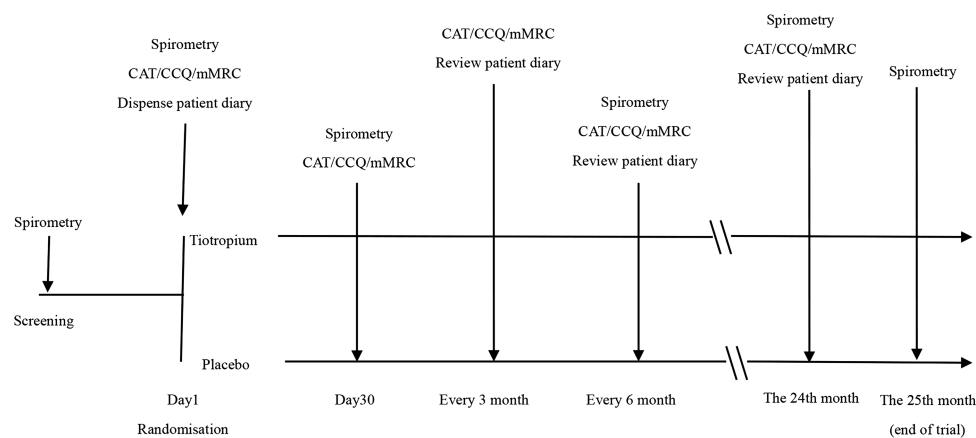 Spirometry
CAT/CCQ/mMRC
Dispense patient diary
Spirometry
CAT/CCQ/mMRC
CAT/CCQ/mMRC
Review patient diary
Spirometry
CAT/CCQ/mMRC
Review patient diary
Spirometry
CAT/CCQ/mMRC
Review patient diary
Spirometry
Spirometry
Tiotropium
Screening
Placebo
Day1
Randomisation
Day30
Every 3 month
Every 6 month
The 24th month
The 25th month
(end of trial)